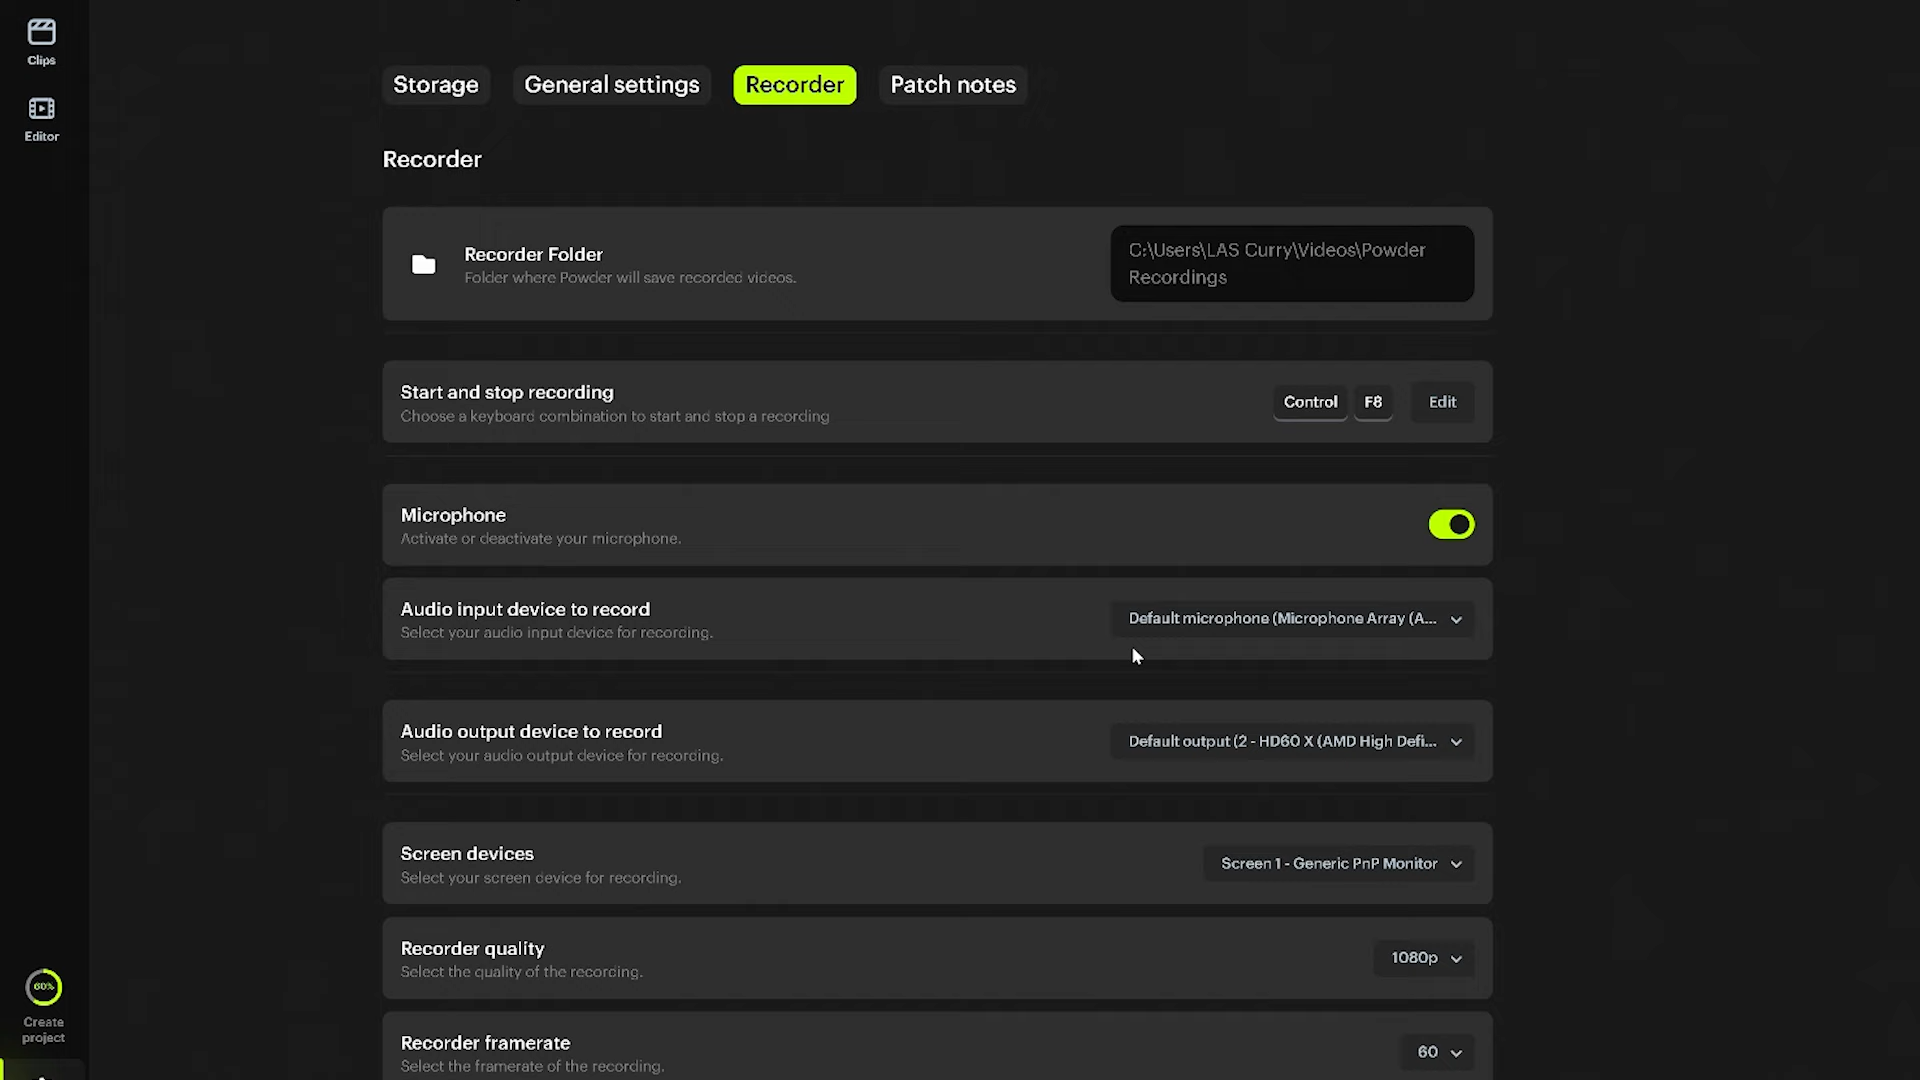 Clips
Editor
Storage
General settings
Recorder
Patch notes
Recorder
Recorder Folder
Folder where Powder will save recorded videos.
C:\Users\LAS Curry\Videos\Powder
Recordings
Start and stop recording
Choose a keyboard combination to start and stop a recording
Control
F8
Edit
Microphone
Activate or deactivate your microphone.
Audio input device to record
Select your audio input device for recording.
Default microphone (Microphone Array (A...
Audio output device to record
Select your audio output device for recording.
Default output (2 - HD60 X (AMD High Defi...
Screen devices
Select your screen device for recording.
Screen 1 - Generic PnP Monitor
Recorder quality
Select the quality of the recording.
1080p
Recorder framerate
Select the framerate of the recording.
60
60%
Create
project